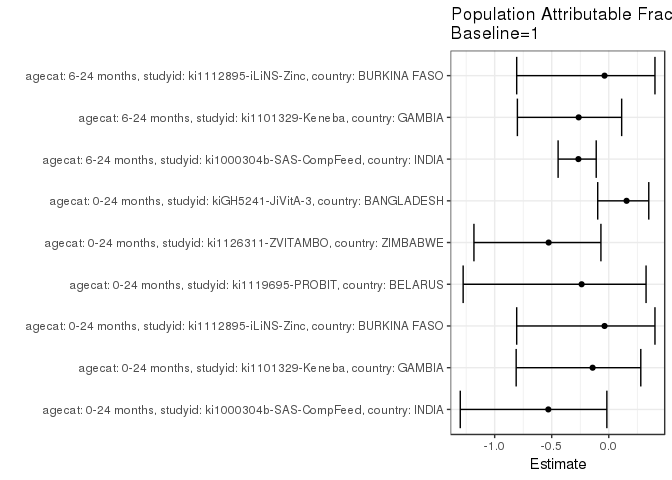 Population Attributable Frac
Baseline=1
agecat: 6-24 months, studyid: ki1112895-iLiNS-Zinc, country: BURKINA FASO
agecat: 6-24 months, studyid: ki1101329-Keneba, country: GAMBIA
agecat: 6-24 months, studyid: ki1000304b-SAS-CompFeed, country: INDIA
agecat: 0-24 months, studyid: kiGH5241-JiVitA-3, country: BANGLADESH
agecat: 0-24 months, studyid: ki1126311-ZVITAMBO, country: ZIMBABWE
agecat: 0-24 months, studyid: ki1119695-PROBIT, country: BELARUS
agecat: 0-24 months, studyid: ki1112895-iLiNS-Zinc, country: BURKINA FASO
agecat: 0-24 months, studyid: ki1101329-Keneba, country: GAMBIA
agecat: 0-24 months, studyid: ki1000304b-SAS-CompFeed, country: INDIA
-1.0 -0.5 0.0
Estimate